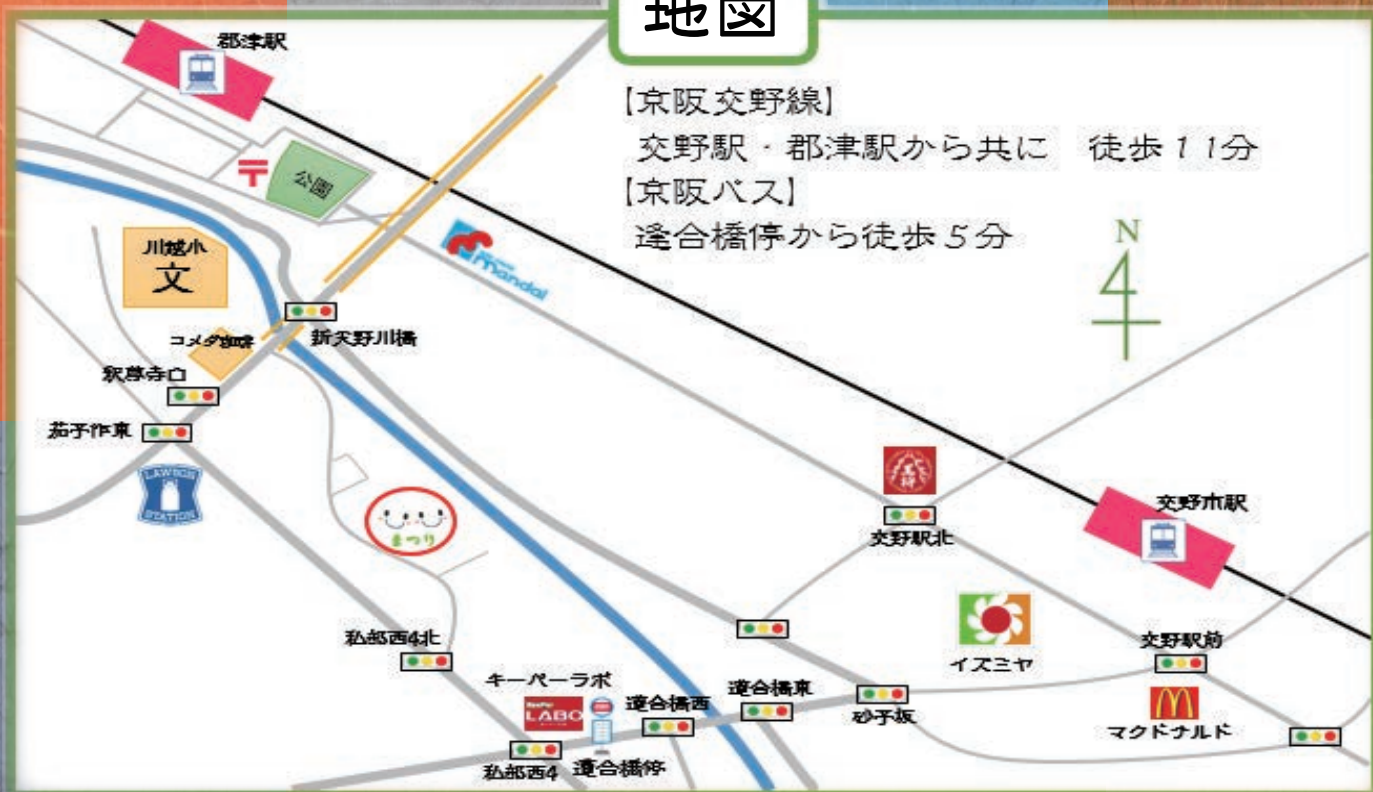 地図
郡津駅
【京阪交野線】
交野駅・郡津駅から共に 徒歩11分
【京阪バス】
逢合橋停から徒歩5分
N
公園
mandai
川越小
文
コメダ珈琲
新天野川橋
釈尊寺口
茄子作東
LAWSON
STATION
まつり
交野駅北
交野市駅
私部西4北
イズミヤ
交野駅前
キーパーラボ
KeePer
LABO
逢合橋西
逢合橋東
砂子坂
マクドナルド
私部西4
逢合橋停